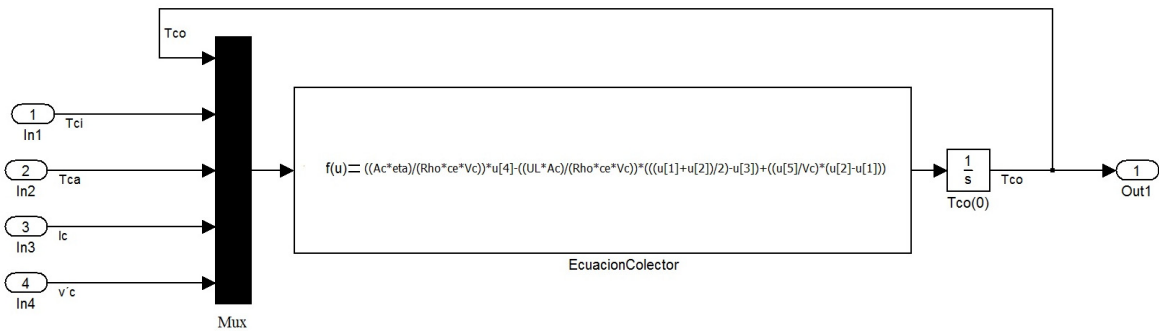 Tco
1
In1
Tci
2
In2
Tca
3
In3
Ic
4
In4
v´c
Mux
f(u)=((Ac*eta)/(Rho*ce*Vc))*u[4]-((UL*Ac)/(Rho*ce*Vc))*(((u[1]+u[2])/2)-u[3])+((u[5]/Vc)*(u[2]-u[1]))
EcuacionColector
1
s
Tco(0)
Tco
1
Out1